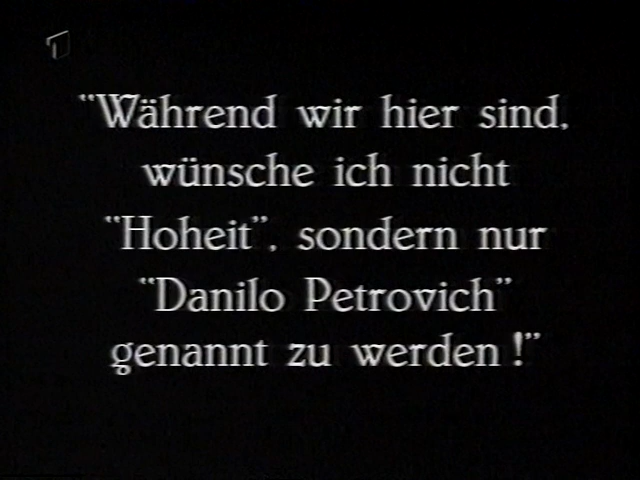 "Während wir hier sind,
wünsche ich nicht
"Hoheit", sondern nur
"Danilo Petrovich"
genannt zu werden!"